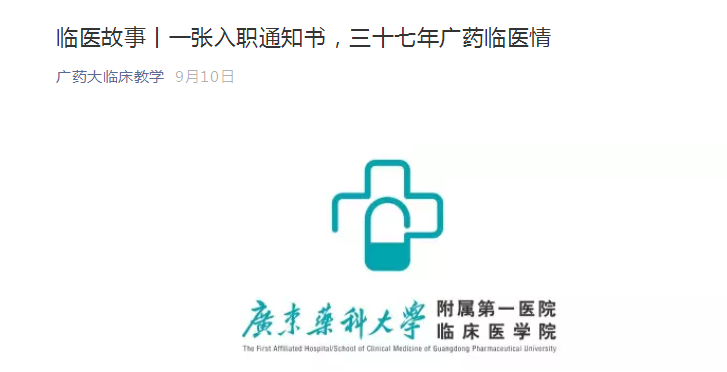 临医故事丨一张入职通知书，三十七年广药临医情
广药大临床教学 9月10日
廣东藥科大學 附属第一医院
临床医学院
The First Affiliated Hospital/School of Clinical Medicine of Guangdong Pharmaceutical University